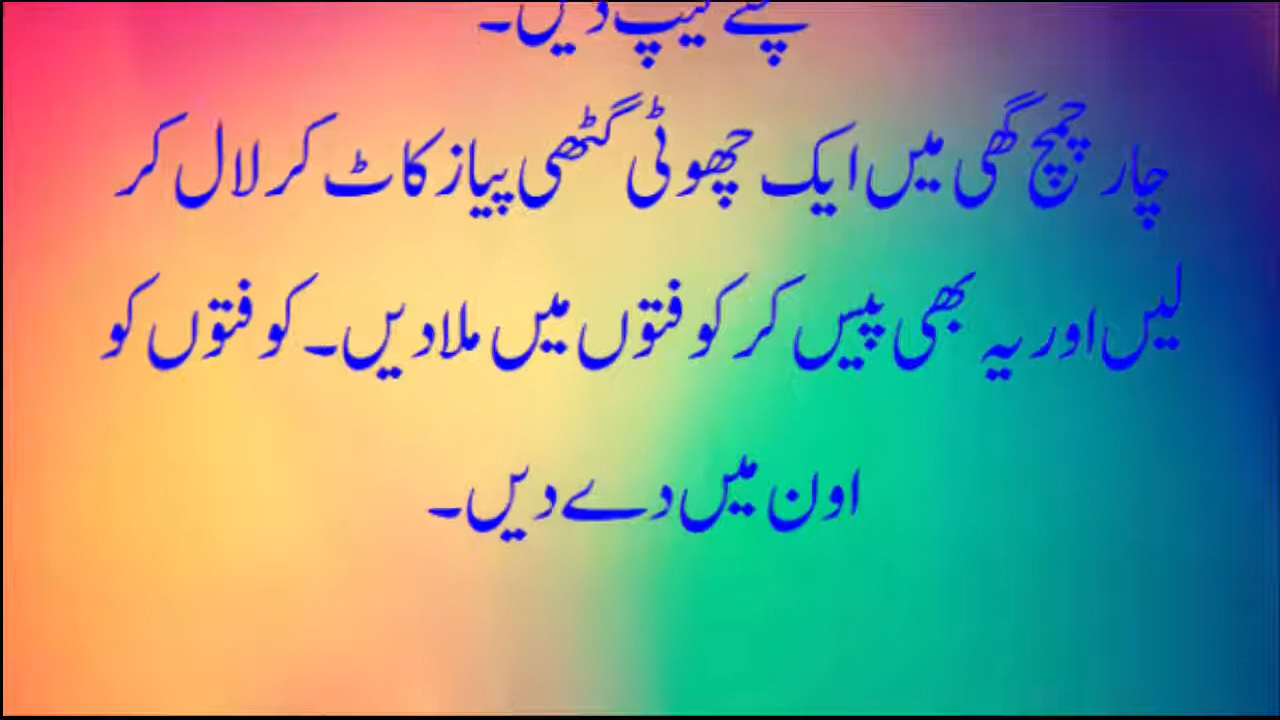 دیں۔
چار چمچ گھی میں ایک چھوٹی گٹھی پیاز کاٹ کر لال کر
لیں اور یہ بھی پیس کر کوفتوں میں ملا دیں۔ کوفتوں کو
اون میں دے دیں۔